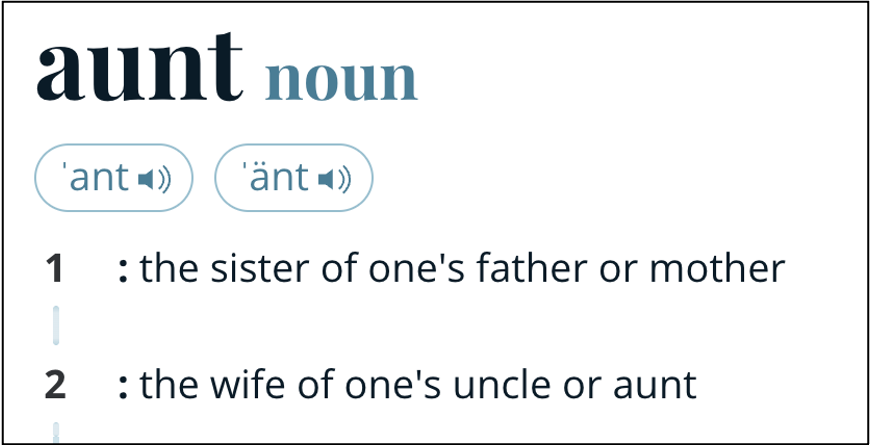 aunt noun
ˈant ˈänt
1 : the sister of one's father or mother
2 : the wife of one's uncle or aunt